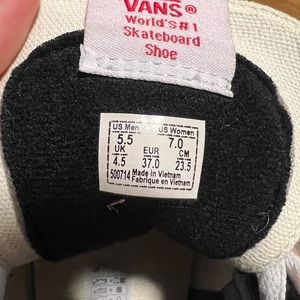 VANS®
World's #1
Skateboard
Shoe
US Men US Women
5.5 7.0
UK EUR CM
4.5 37.0 23.5
500714 Made in Vietnam
Fabrique en Vietnam